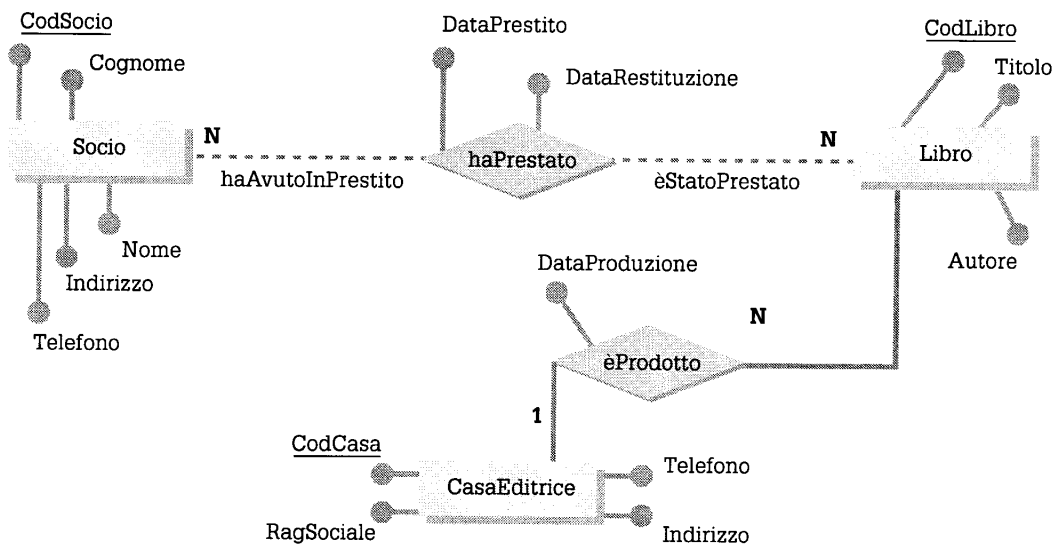 CodSocio
DataPrestito
CodLibro
Cognome
Titolo
DataRestituzione
Socio
N
haPrestato
N
Libro
haAvutoInPrestito
èStatoPrestato
Nome
Indirizzo
Telefono
DataProduzione
Autore
N
èProdotto
1
CodCasa
Telefono
CasaEditrice
RagSociale
Indirizzo